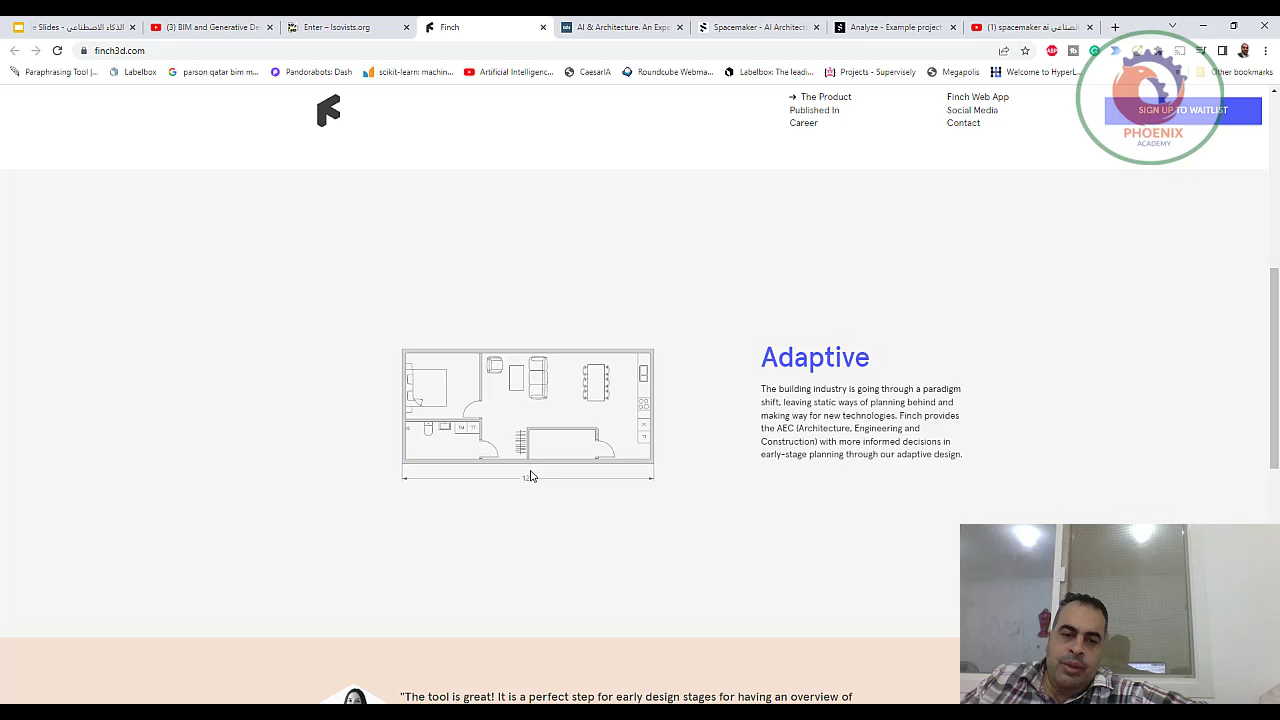 ie Slides - الذكاء الاصطناعي
(3) BIM and Generative De
Enter – Isovists.org
Finch
AI & Architecture. An Expe
Spacemaker - AI Architectu
Analyze - Example project
(1) spacemaker ai
finch3d.com
Paraphrasing Tool |
Labelbox
parson qatar bim m...
Pandorabots: Dash
scikit-learn: machin...
Artificial Intelligenc...
CaesarIA
Roundcube Webma...
Labelbox: The leadi...
Projects - Supervisely
Megapolis
Welcome to HyperL...
Other bookmarks
→ The Product
Published In
Career
Finch Web App
Social Media
Contact
SIGN UP TO WAITLIST
PHOENIX
ACADEMY
Adaptive
The building industry is going through a paradigm
shift, leaving static ways of planning behind and
making way for new technologies. Finch provides
the AEC (Architecture, Engineering and
Construction) with more informed decisions in
early-stage planning through our adaptive design.
"The tool is great! It is a perfect step for early design stages for having an overview of